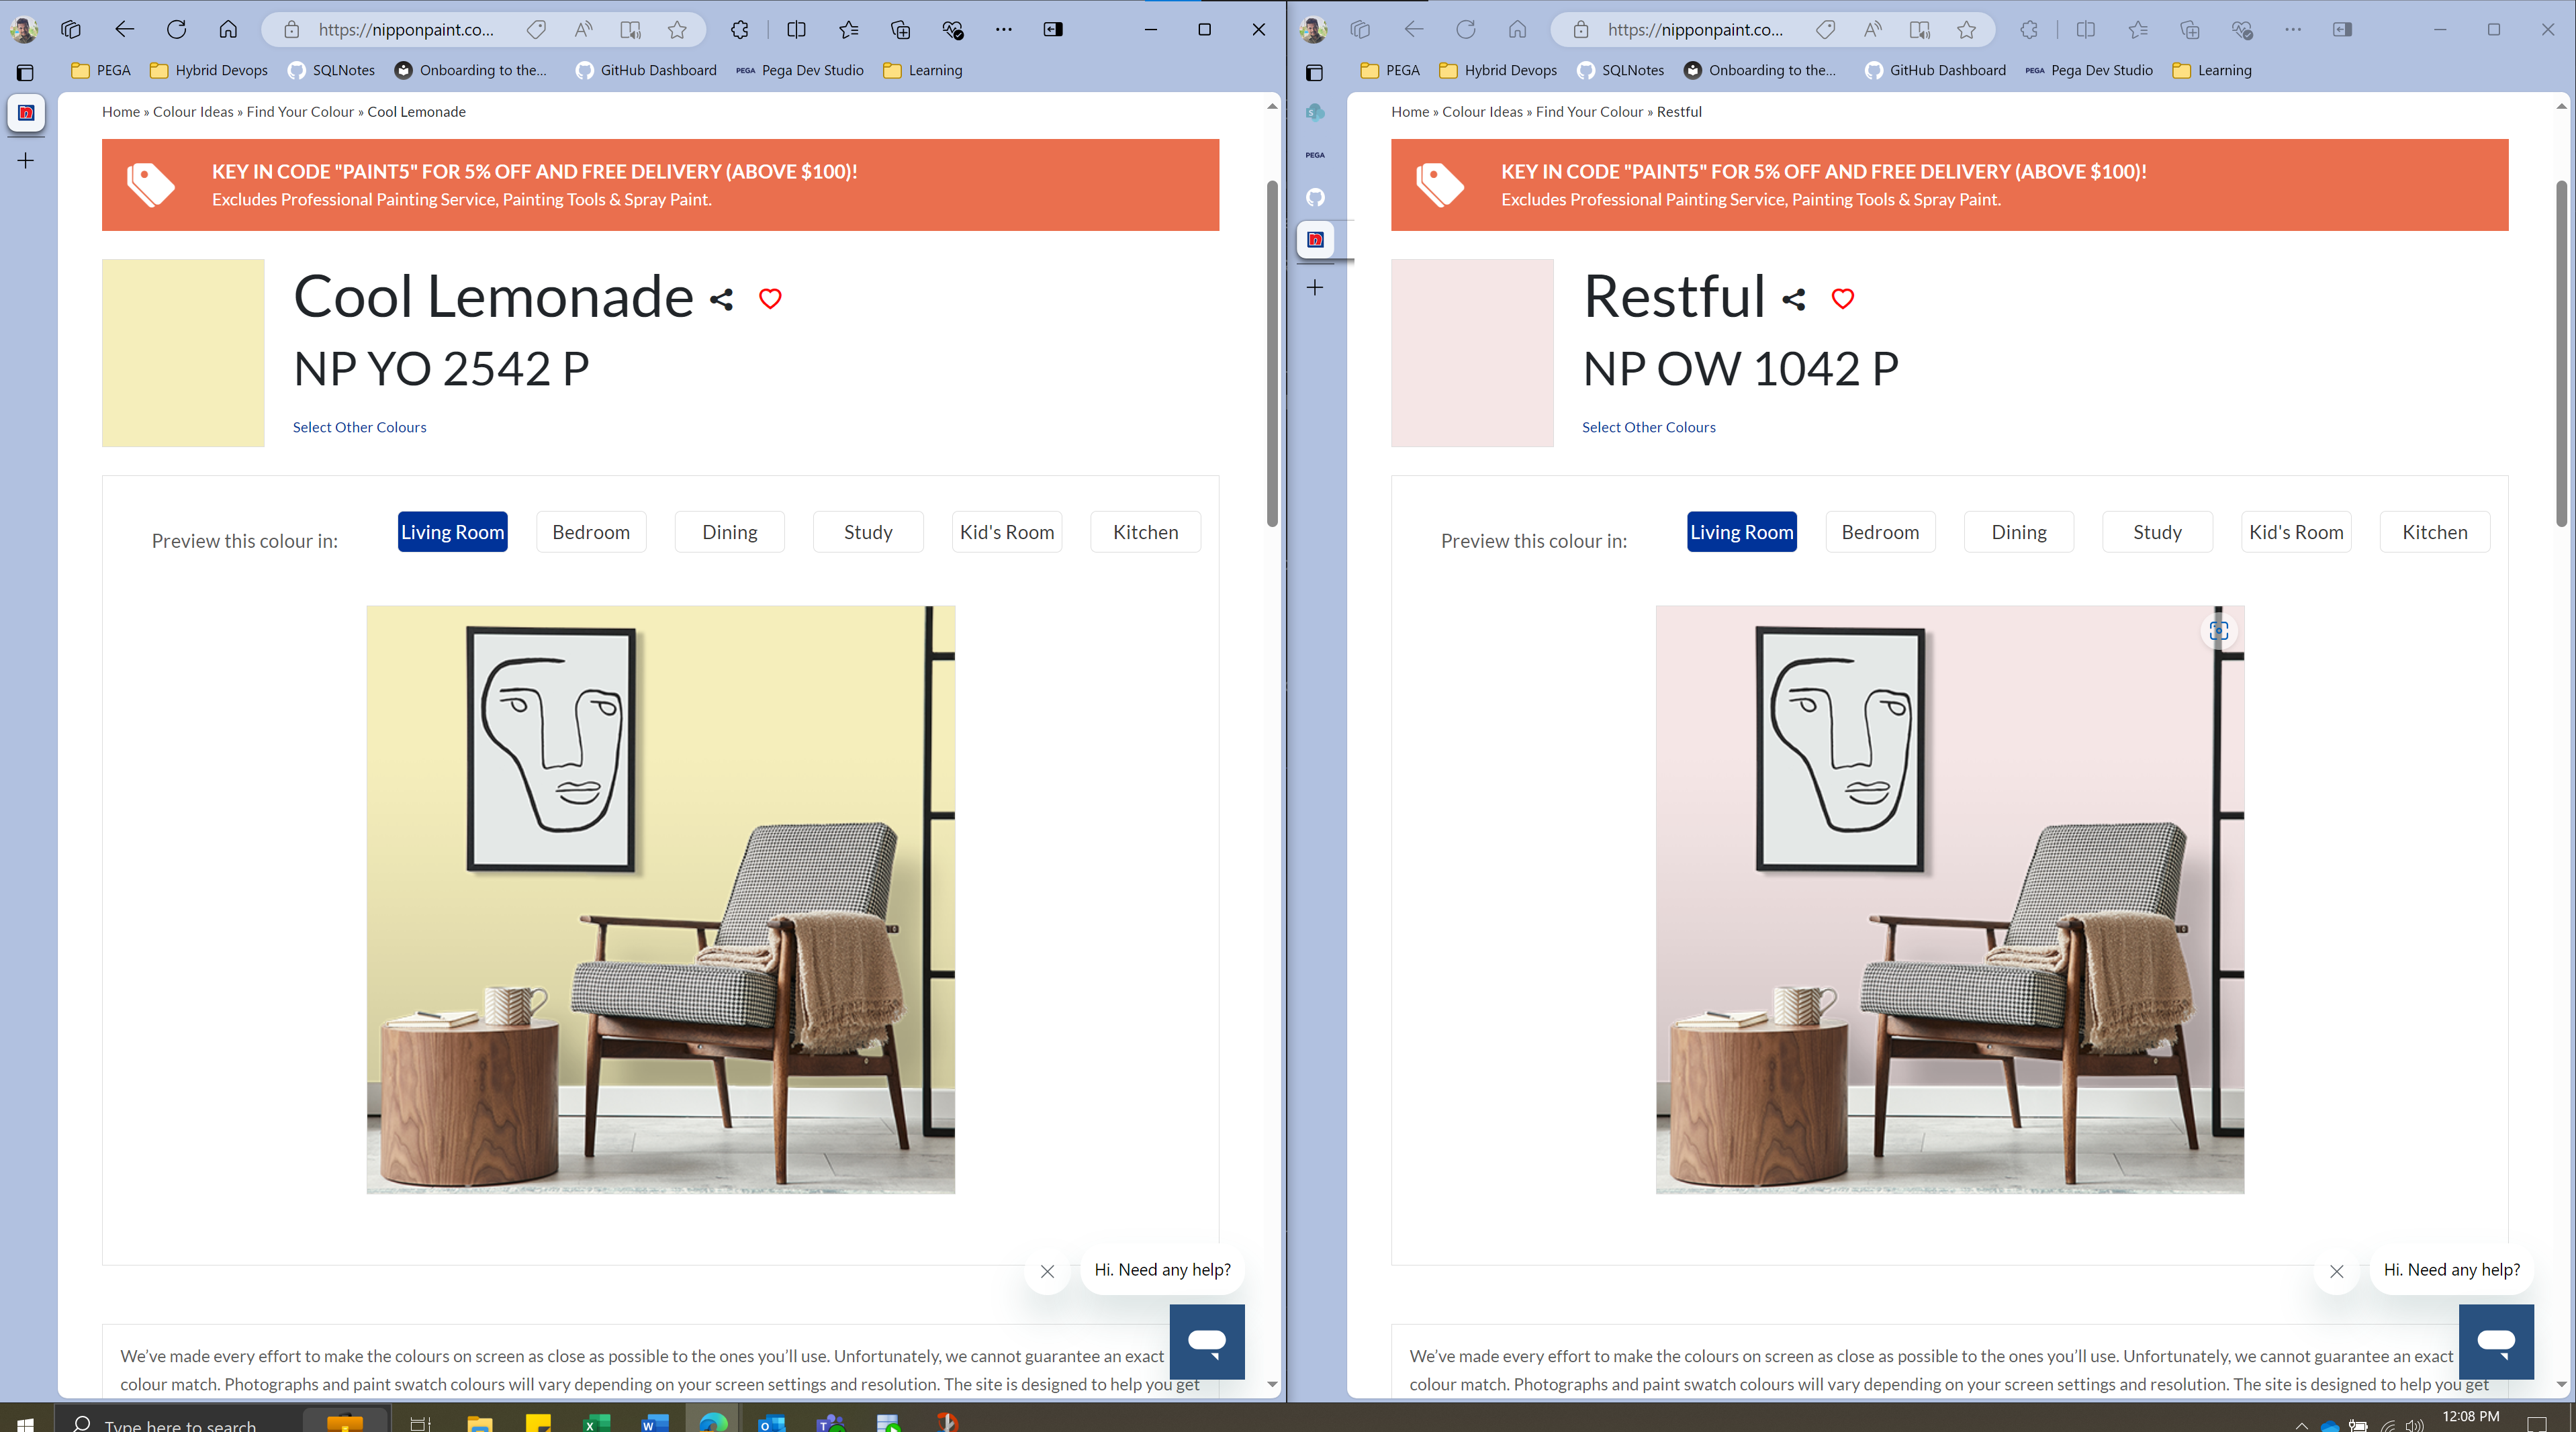 https://nipponpaint.co...
PEGA
Hybrid Devops
SQLNotes
Onboarding to the...
GitHub Dashboard
PEGA Pega Dev Studio
Learning
Home » Colour Ideas » Find Your Colour » Cool Lemonade
KEY IN CODE "PAINT5" FOR 5% OFF AND FREE DELIVERY (ABOVE $100)!
Excludes Professional Painting Service, Painting Tools & Spray Paint.
Cool Lemonade
NP YO 2542 P
Select Other Colours
Preview this colour in:
Living Room
Bedroom
Dining
Study
Kid's Room
Kitchen
Hi. Need any help?
We’ve made every effort to make the colours on screen as close as possible to the ones you’ll use. Unfortunately, we cannot guarantee an exact
colour match. Photographs and paint swatch colours will vary depending on your screen settings and resolution. The site is designed to help you get
https://nipponpaint.co...
PEGA
Hybrid Devops
SQLNotes
Onboarding to the...
GitHub Dashboard
PEGA Pega Dev Studio
Learning
PEGA
Home » Colour Ideas » Find Your Colour » Restful
KEY IN CODE "PAINT5" FOR 5% OFF AND FREE DELIVERY (ABOVE $100)!
Excludes Professional Painting Service, Painting Tools & Spray Paint.
Restful
NP OW 1042 P
Select Other Colours
Preview this colour in:
Living Room
Bedroom
Dining
Study
Kid's Room
Kitchen
Hi. Need any help?
We’ve made every effort to make the colours on screen as close as possible to the ones you’ll use. Unfortunately, we cannot guarantee an exact
colour match. Photographs and paint swatch colours will vary depending on your screen settings and resolution. The site is designed to help you get
Type here to search
12:08 PM